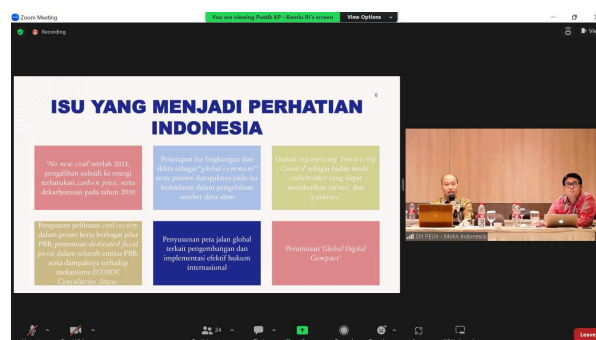 Zoom Meeting
You are viewing Pustik KP - Kemlu RI's screen
View Options
Recording
6
ISU YANG MENJADI PERHATIAN
INDONESIA
'No new coal' setelah 2021,
pengalihan subsidi ke energi
terbarukan, carbon price, serta
dekarbonisasi pada tahun 2050
Penerapan isu lingkungan dan
iklim sebagai "global commons"
serta potensi dampaknya pada isu
kedaulatan dalam pengelolaan
sumber daya alam
Usulan repurposing Trusteeship
Council sebagai badan multi
stakeholder yang dapat
memberikan 'advice' dan
'guidance'
Penguatan pelibatan civil society
dalam proses kerja berbagai pilar
PBB, penentuan dedicated focal
point dalam seluruh entitas PBB,
serta dampaknya terhadap
mekanisme ECOSOC
Consultative Status
Penyusunan peta jalan global
terkait pengembangan dan
implementasi efektif hukum
internasional
Perumusan 'Global Digital
Compact'
Dit PELH - MoFA Indonesia
24
Leave